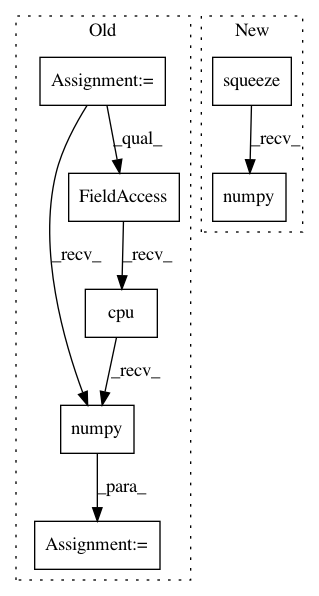 Old
New
Assignment:=
squeeze
_qual_
_recv_
FieldAccess
numpy
_recv_
_recv_
cpu
_recv_
numpy
_para_
Assignment:=